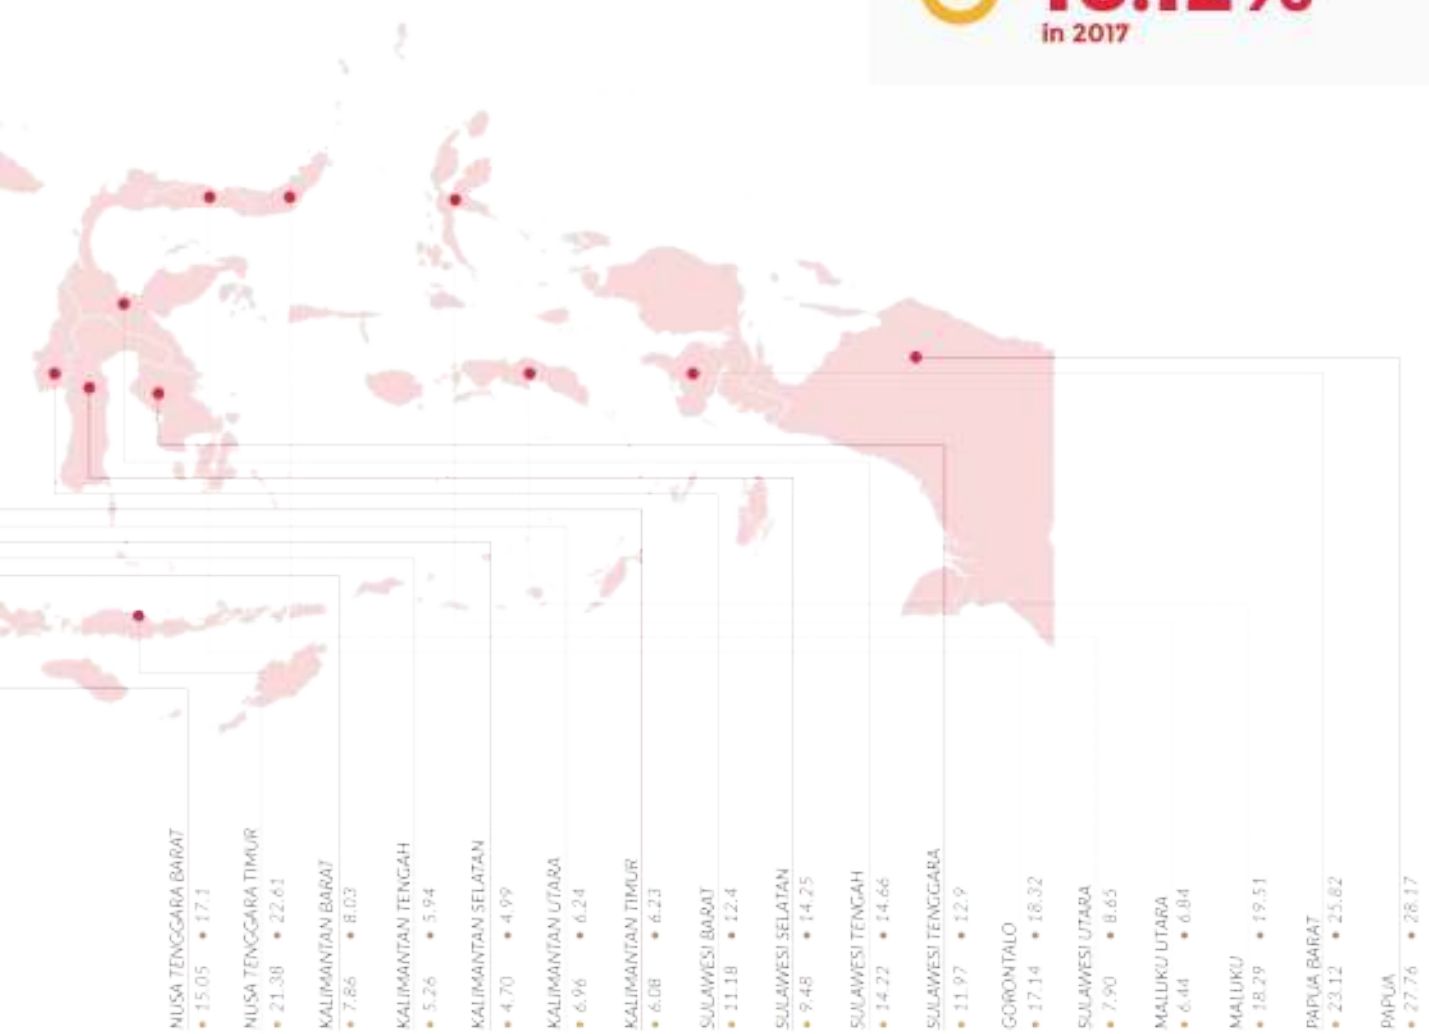 in 2017
NUSA TENGGARA BARAT
• 15.05 • 17.1
NUSA TENGGARA TIMUR
• 21.38 • 22.61
KALIMANTAN BARAT
• 7.86 • 8.03
KALIMANTAN TENGAH
• 5.26 • 5.94
KALIMANTAN SELATAN
• 4.70 • 4.99
KALIMANTAN UTARA
• 6.96 • 6.24
KALIMANTAN TIMUR
• 6.08 • 6.23
SULAWESI BARAT
• 11.18 • 12.4
SULAWESI SELATAN
• 9.48 • 14.25
SULAWESI TENGAH
• 14.22 • 14.66
SULAWESI TENGGARA
• 11.97 • 12.9
GORONTALO
• 17.14 • 18.32
SULAWESI UTARA
• 7.90 • 8.65
MALUKU UTARA
• 6.44 • 6.84
MALUKU
• 18.29 • 19.51
PAPUA BARAT
• 23.12 • 25.82
PAPUA
• 27.76 • 28.17